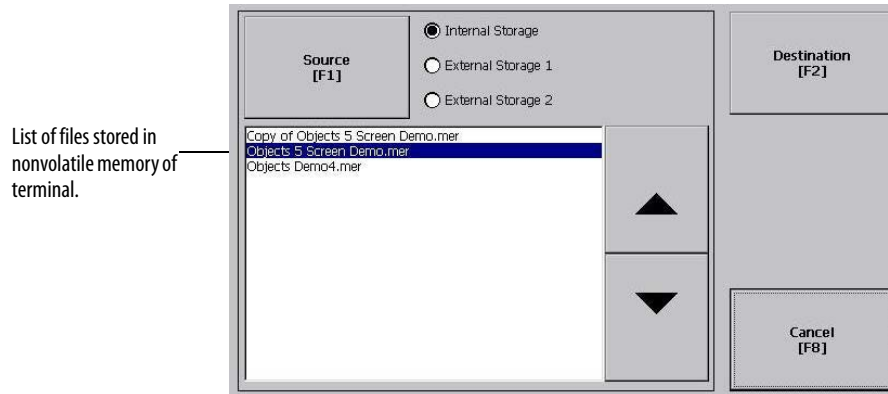 Source
[F1]
Internal Storage
External Storage 1
External Storage 2
Destination
[F2]
List of files stored in
nonvolatile memory of
terminal.
Copy of Objects 5 Screen Demo.mer
Objects 5 Screen Demo.mer
Objects Demo4.mer
Cancel
[F8]